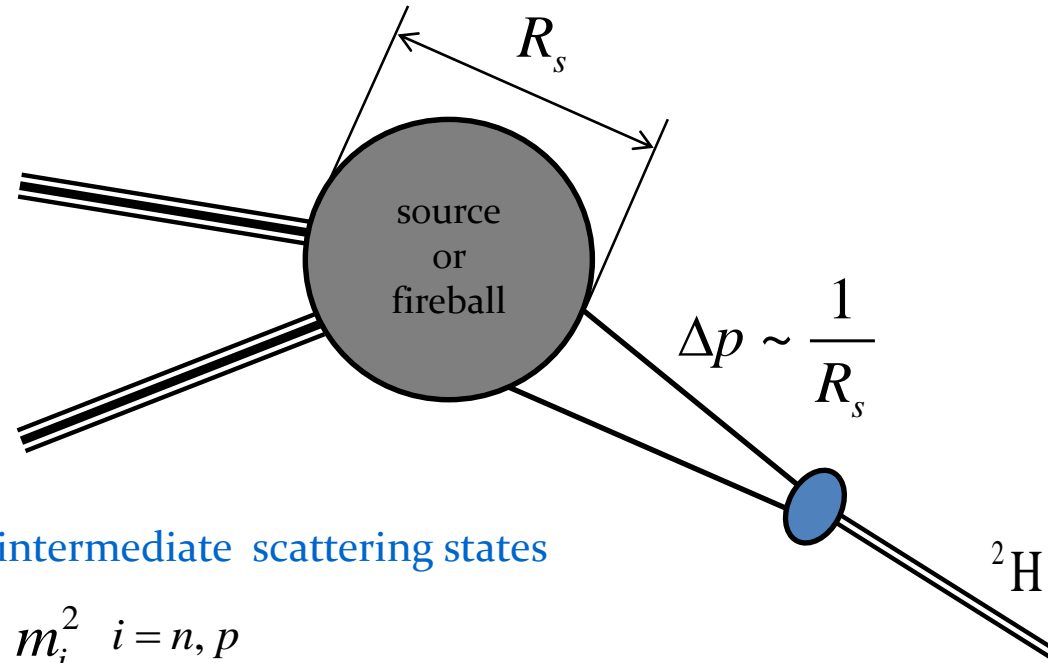 R_s
source
or
fireball
Δp ~ 1/R_s
intermediate scattering states
²H
m_i^2 i = n, p